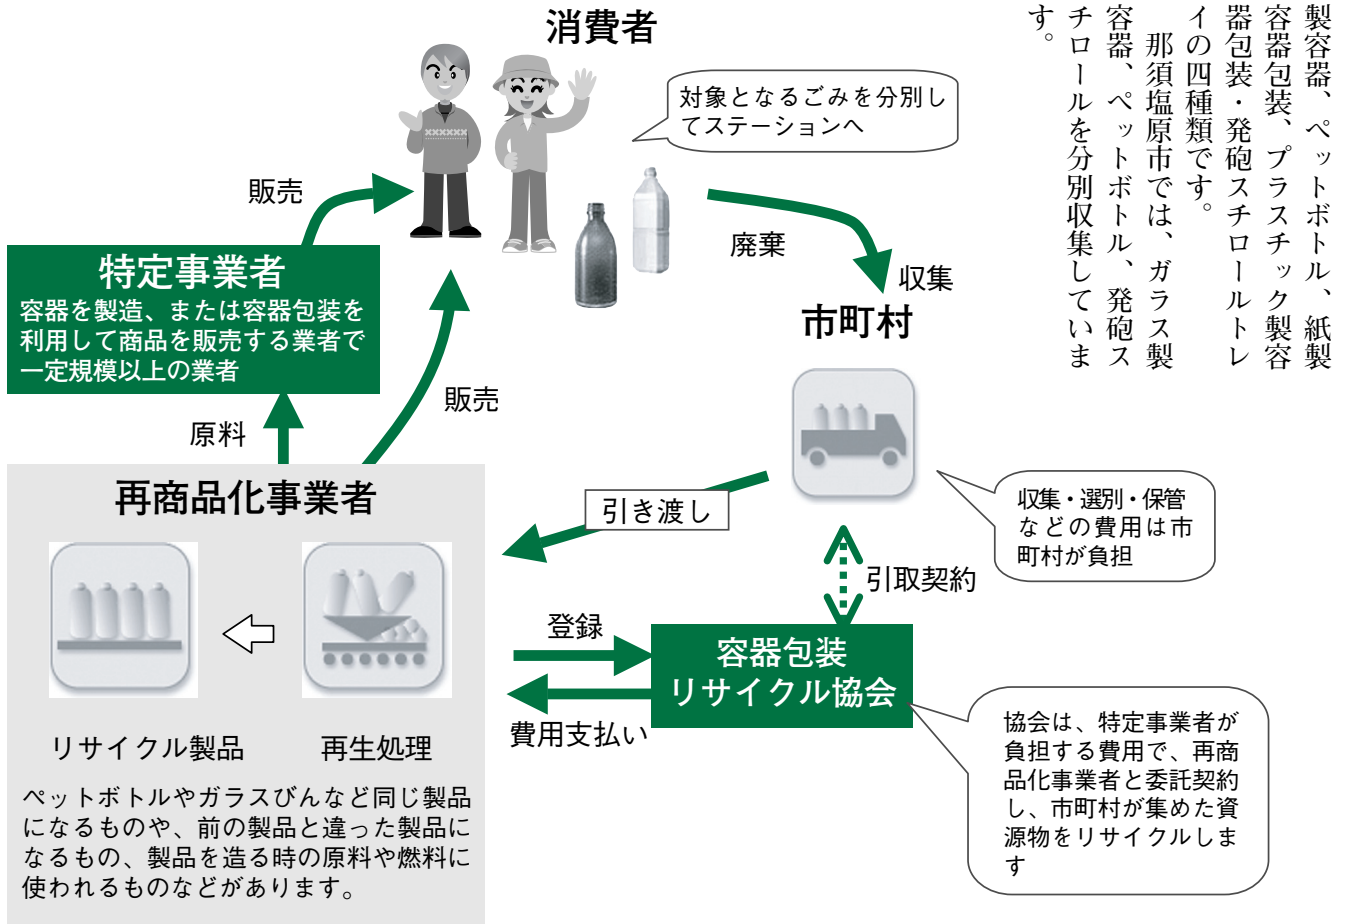 製容器、ペットボトル、紙製
容器包装、プラスチック製容
器包装・発砲スチロールトレ
イの四種類です。
那須塩原市では、ガラス製
容器、ペットボトル、発砲ス
チロールを分別収集していま
す。
消費者
対象となるごみを分別し
てステーションへ
販売
廃棄
収集
特定事業者
容器を製造、または容器包装を
利用して商品を販売する業者で
一定規模以上の業者
市町村
販売
原料
再商品化事業者
引き渡し
収集・選別・保管
などの費用は市
町村が負担
引取契約
登録
容器包装
リサイクル協会
費用支払い
リサイクル製品
再生処理
協会は、特定事業者が
負担する費用で、再商
品化事業者と委託契約
し、市町村が集めた資
源物をリサイクルしま
す
ペットボトルやガラスびんなど同じ製品
になるものや、前の製品と違った製品に
なるもの、製品を造る時の原料や燃料に
使われるものなどがあります。